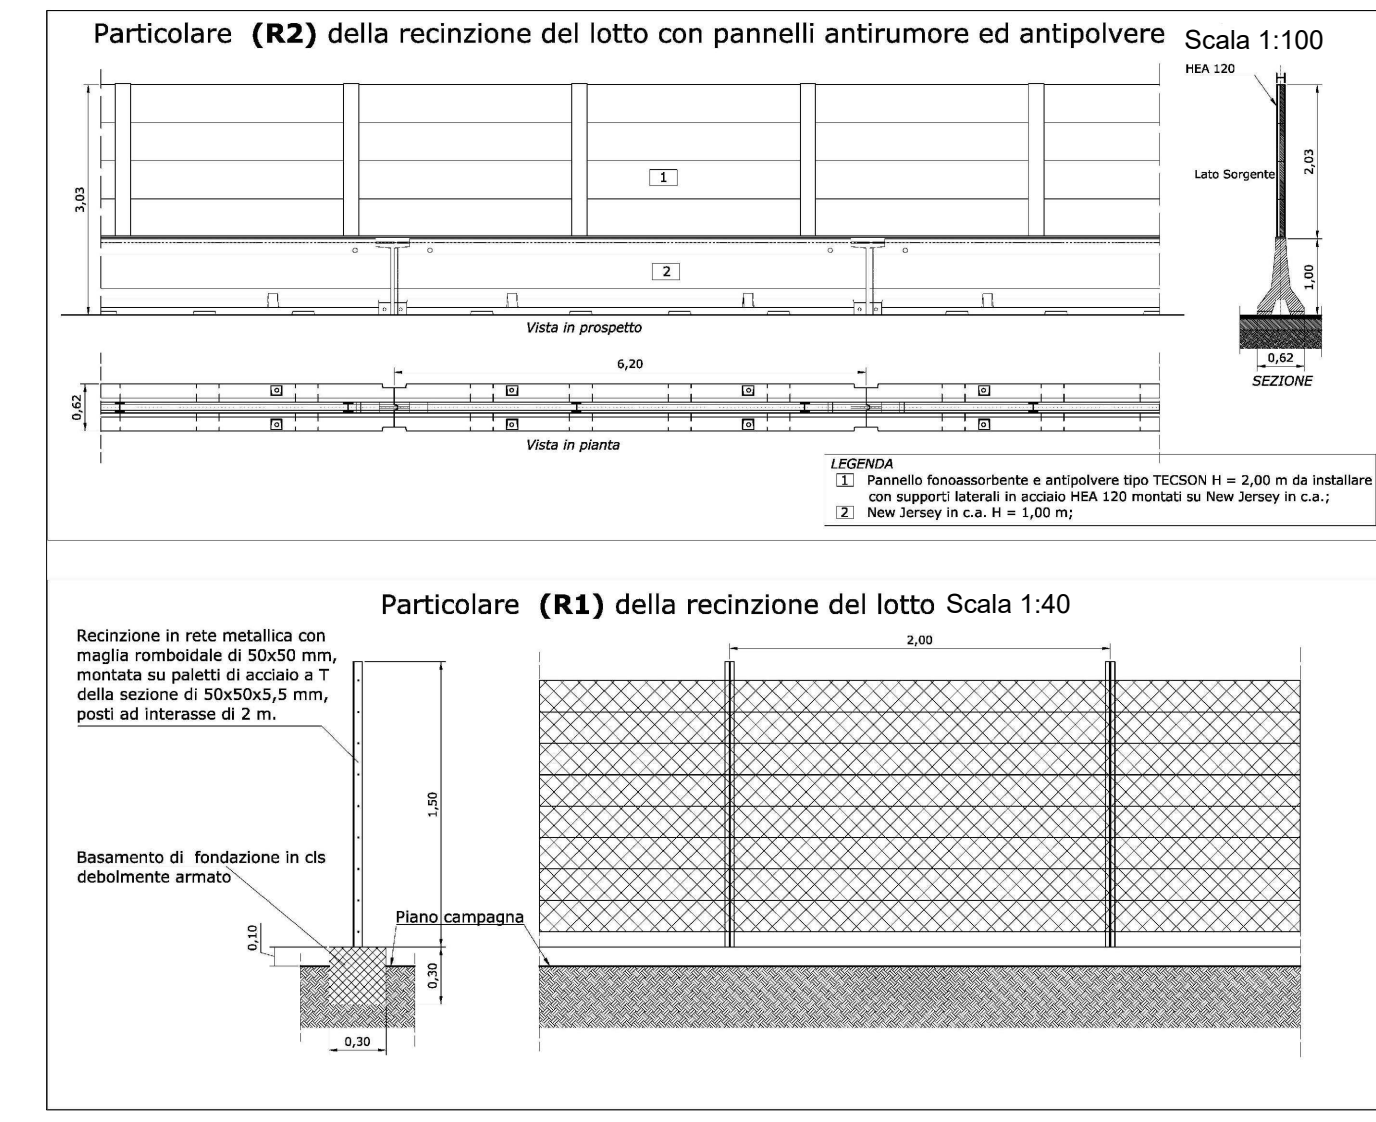 Particolare (R2) della recinzione del lotto con pannelli antirumore ed antipolvere Scala 1:100
HEA 120
3,03
1
Lato Sorgente
2,03
2
1,00
Vista in prospetto
0,62
SEZIONE
6,20
0,62
Vista in pianta
LEGENDA
1 Pannello fonoassorbente e antipolvere tipo TECSON H = 2,00 m da installare
con supporti laterali in acciaio HEA 120 montati su New Jersey in c.a.;
2 New Jersey in c.a. H = 1,00 m;
Particolare (R1) della recinzione del lotto Scala 1:40
Recinzione in rete metallica con
maglia romboidale di 50x50 mm,
montata su paletti di acciaio a T
della sezione di 50x50x5,5 mm,
posti ad interasse di 2 m.
2,00
1,50
Basamento di fondazione in cls
debolmente armato
Piano campagna
0,10
0,30
0,30